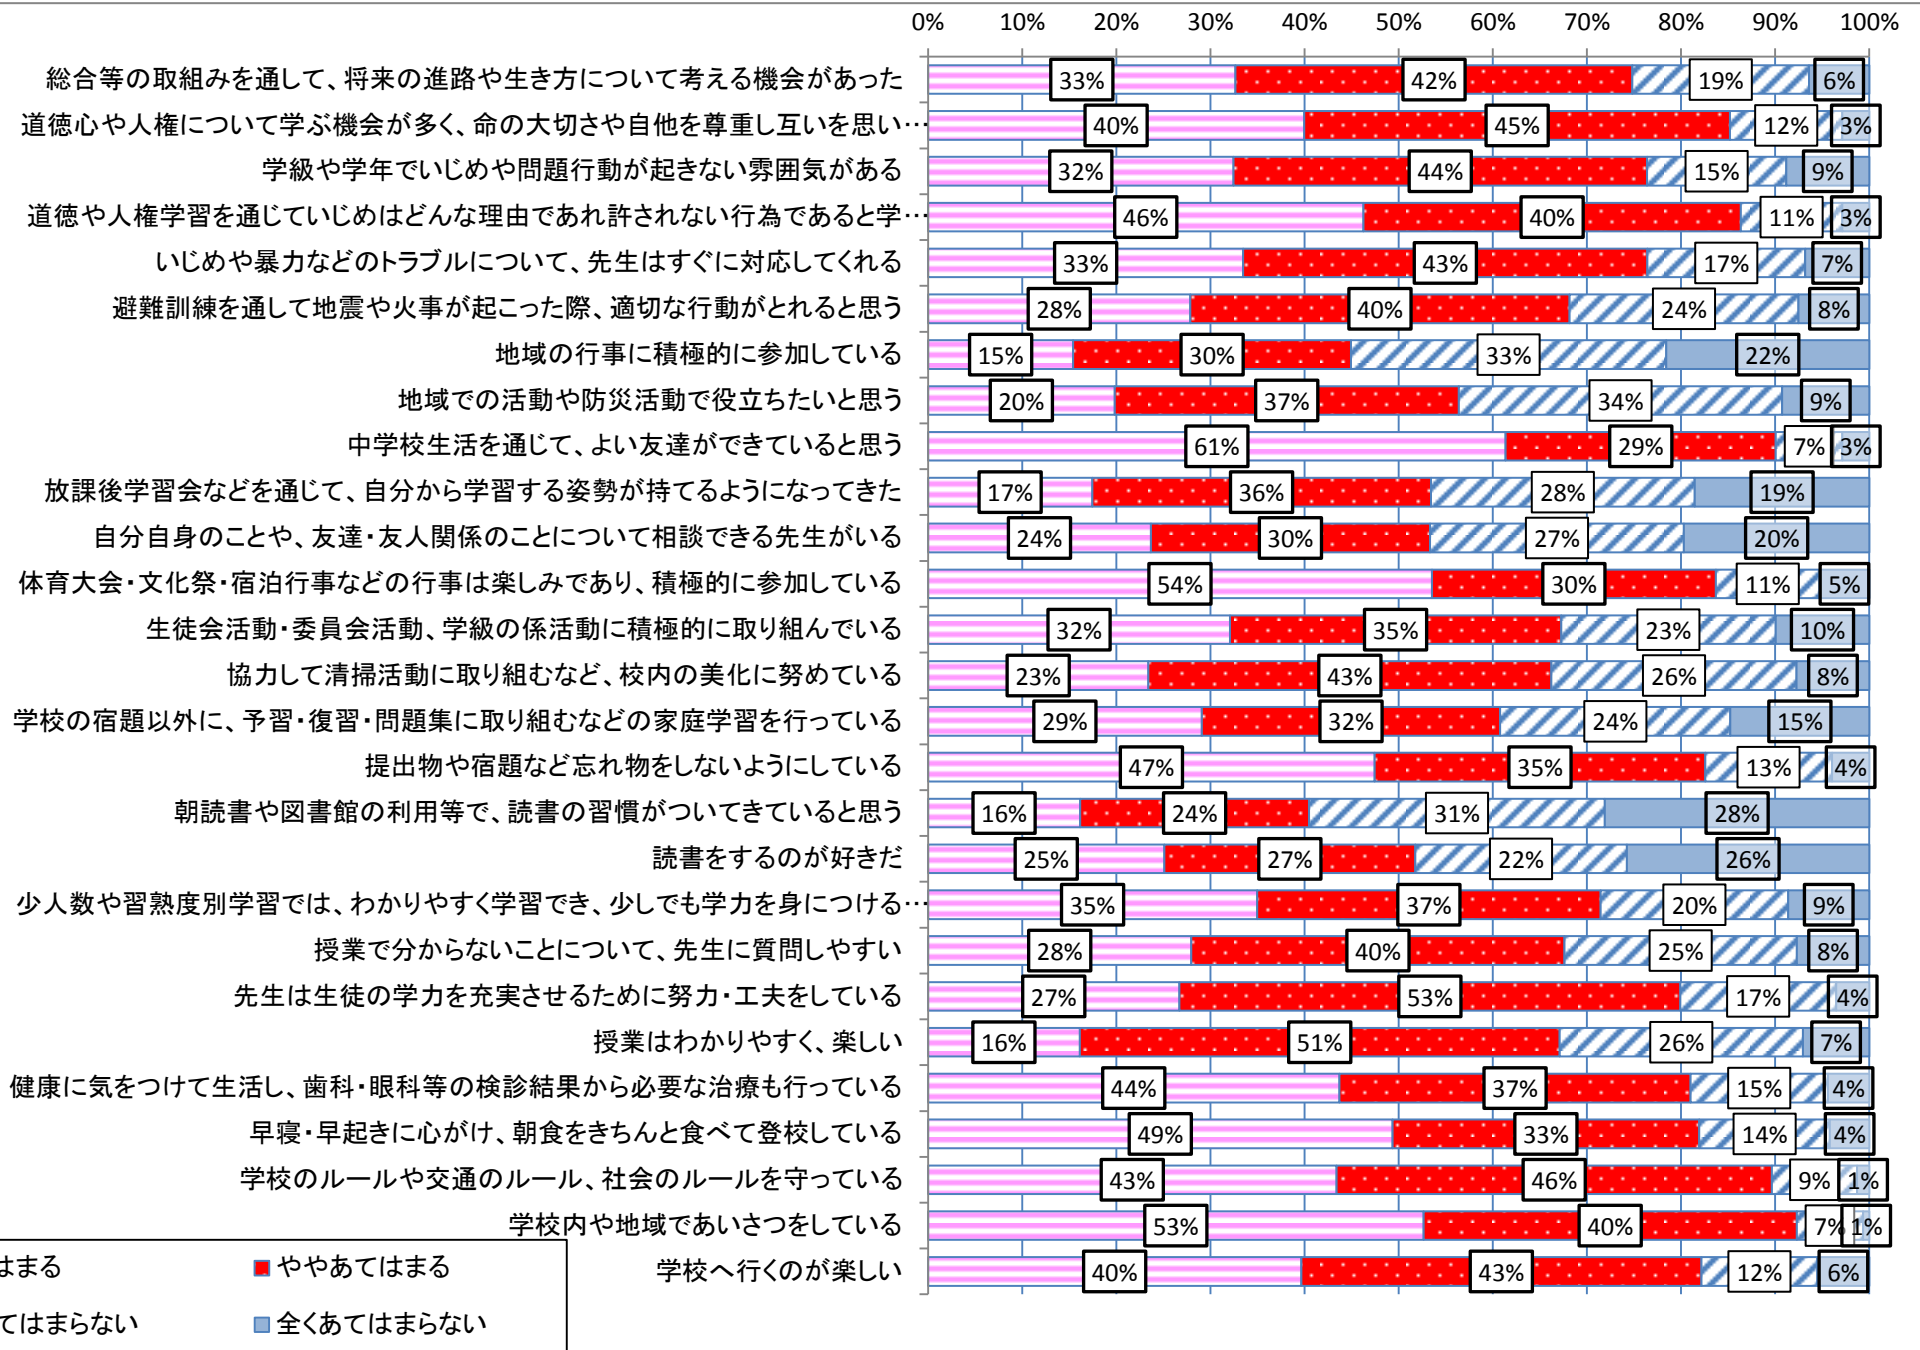 0% 10% 20% 30% 40% 50% 60% 70% 80% 90% 100%
総合等の取組みを通して、将来の進路や生き方について考える機会があった 33% 42% 19% 6%
道徳心や人権について学ぶ機会が多く、命の大切さや自他を尊重し互いを思い… 40% 45% 12% 3%
学級や学年でいじめや問題行動が起きない雰囲気がある 32% 44% 15% 9%
道徳や人権学習を通じていじめはどんな理由であれ許されない行為であると学… 46% 40% 11% 3%
いじめや暴力などのトラブルについて、先生はすぐに対応してくれる 33% 43% 17% 7%
避難訓練を通して地震や火事が起こった際、適切な行動がとれると思う 28% 40% 24% 8%
地域の行事に積極的に参加している 15% 30% 33% 22%
地域での活動や防災活動で役立ちたいと思う 20% 37% 34% 9%
中学校生活を通じて、よい友達ができていると思う 61% 29% 7% 3%
放課後学習会などを通じて、自分から学習する姿勢が持てるようになってきた 17% 36% 28% 19%
自分自身のことや、友達・友人関係のことについて相談できる先生がいる 24% 30% 27% 20%
体育大会・文化祭・宿泊行事などの行事は楽しみであり、積極的に参加している 54% 30% 11% 5%
生徒会活動・委員会活動、学級の係活動に積極的に取り組んでいる 32% 35% 23% 10%
協力して清掃活動に取り組むなど、校内の美化に努めている 23% 43% 26% 8%
学校の宿題以外に、予習・復習・問題集に取り組むなどの家庭学習を行っている 29% 32% 24% 15%
提出物や宿題など忘れ物をしないようにしている 47% 35% 13% 4%
朝読書や図書館の利用等で、読書の習慣がついてきていると思う 16% 24% 31% 28%
読書をするのが好きだ 25% 27% 22% 26%
少人数や習熟度別学習では、わかりやすく学習でき、少しでも学力を身につける… 35% 37% 20% 9%
授業で分からないことについて、先生に質問しやすい 28% 40% 25% 8%
先生は生徒の学力を充実させるために努力・工夫をしている 27% 53% 17% 4%
授業はわかりやすく、楽しい 16% 51% 26% 7%
健康に気をつけて生活し、歯科・眼科等の検診結果から必要な治療も行っている 44% 37% 15% 4%
早寝・早起きに心がけ、朝食をきちんと食べて登校している 49% 33% 14% 4%
学校のルールや交通のルール、社会のルールを守っている 43% 46% 9% 1%
学校内や地域であいさつをしている 53% 40% 7% 1%
学校へ行くのが楽しい 40% 43% 12% 6%
はまる ややあてはまる
てはまらない 全くあてはまらない